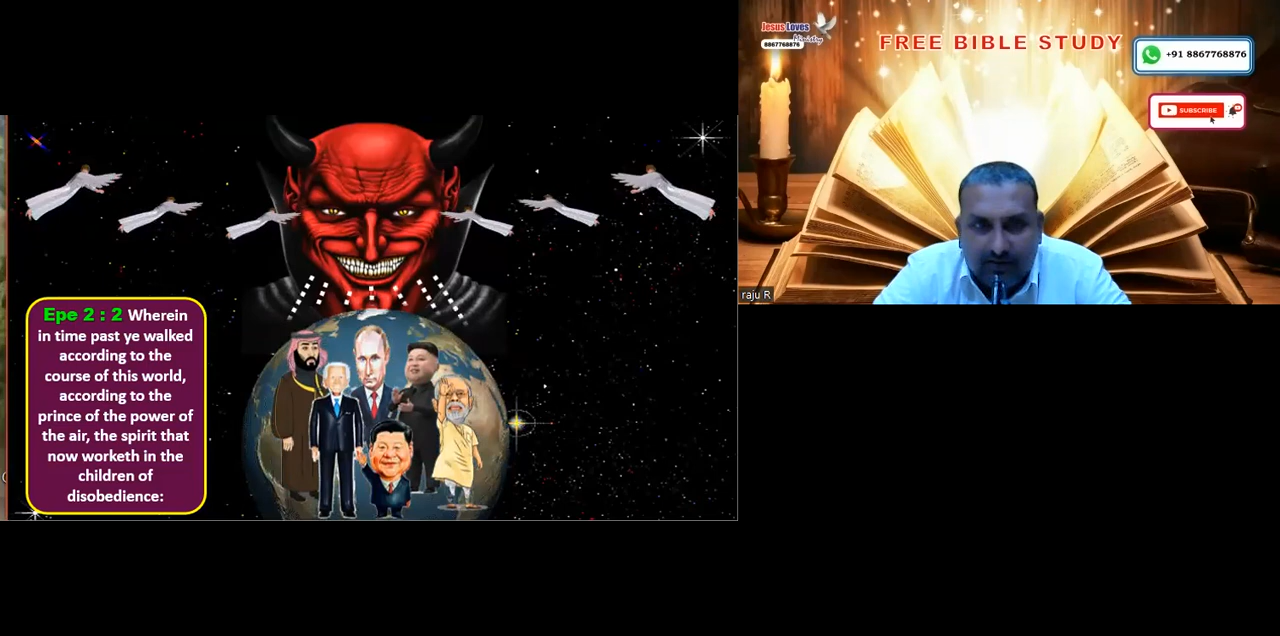 Epe 2 : 2 Wherein
in time past ye walked
according to the
course of this world,
according to the
prince of the power of
the air, the spirit that
now worketh in the
children of
disobedience:
Jesus Loves
Ministry
8867768876
FREE BIBLE STUDY
+91 8867768876
SUBSCRIBE
raju R